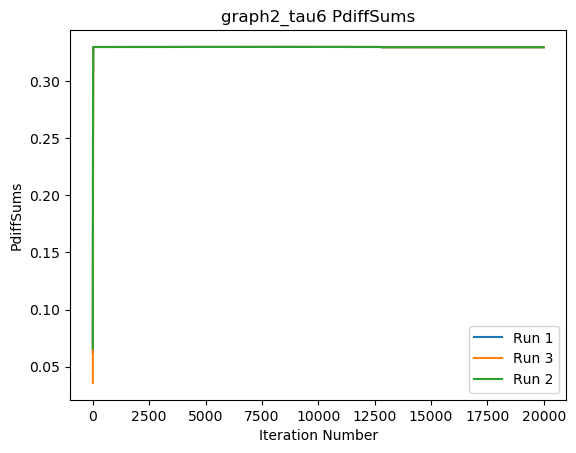 graph2_tau6 PdiffSums
PdiffSums
0.30
0.25
0.20
0.15
0.10
0.05
Run 1
Run 3
Run 2
0 2500 5000 7500 10000 12500 15000 17500 20000
Iteration Number